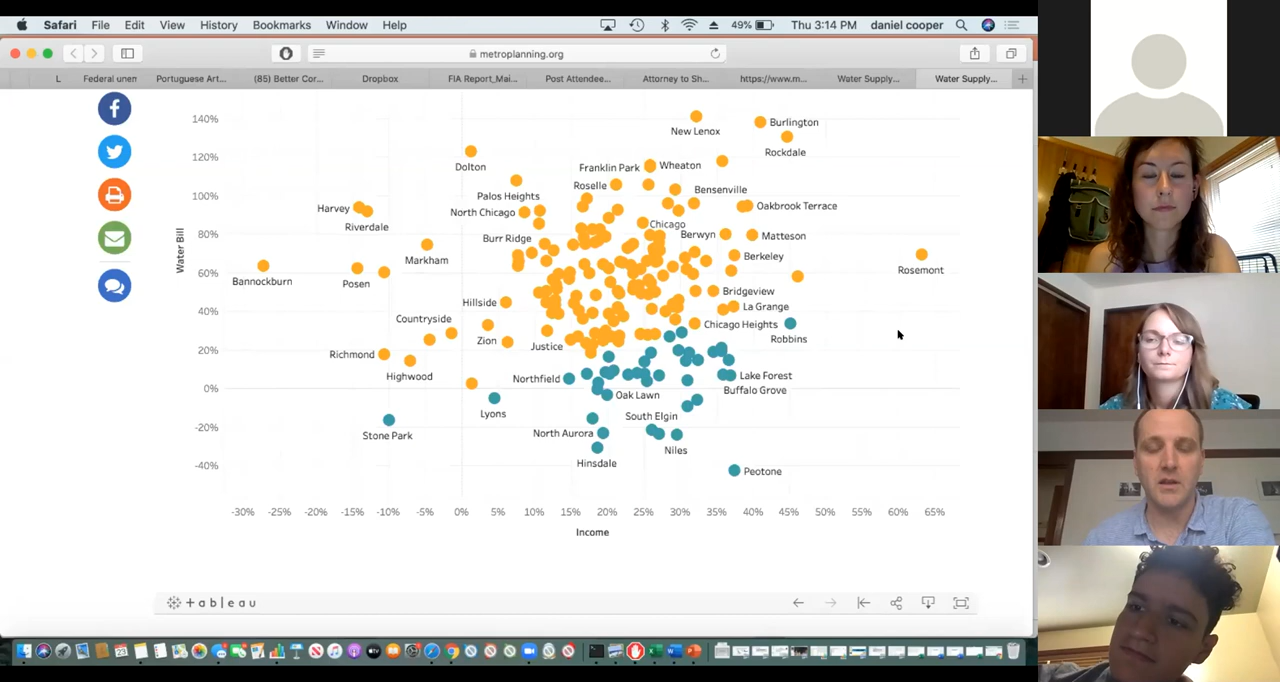 Safari File Edit View History Bookmarks Window Help 49% Thu 3:14 PM daniel cooper
metroplanning.org
L Federal unem Portuguese Art... (85) Better Cor... Dropbox FIA Report_Mai... Post Attendee... Attorney to Sh... https://www.m... Water Supply,... Water Supply,...
140%
New Lenox
Burlington
Rockdale
120%
Dolton
Franklin Park
Wheaton
100%
Palos Heights
Roselle
Bensenville
Harvey
Riverdale
North Chicago
Oakbrook Terrace
80%
Chicago
Markham
Burr Ridge
Berwyn
Matteson
Water Bill
60%
Bannockburn
Posen
Berkeley
Rosemont
40%
Hillside
Bridgeview
La Grange
Countryside
Zion
Chicago Heights
Robbins
20%
Richmond
Justice
Highwood
Northfield
Lake Forest
0%
Lyons
Oak Lawn
Buffalo Grove
-20%
Stone Park
North Aurora
South Elgin
Niles
-40%
Hinsdale
Peotone
-30% -25% -20% -15% -10% -5% 0% 5% 10% 15% 20% 25% 30% 35% 40% 45% 50% 55% 60% 65%
Income
+ableau